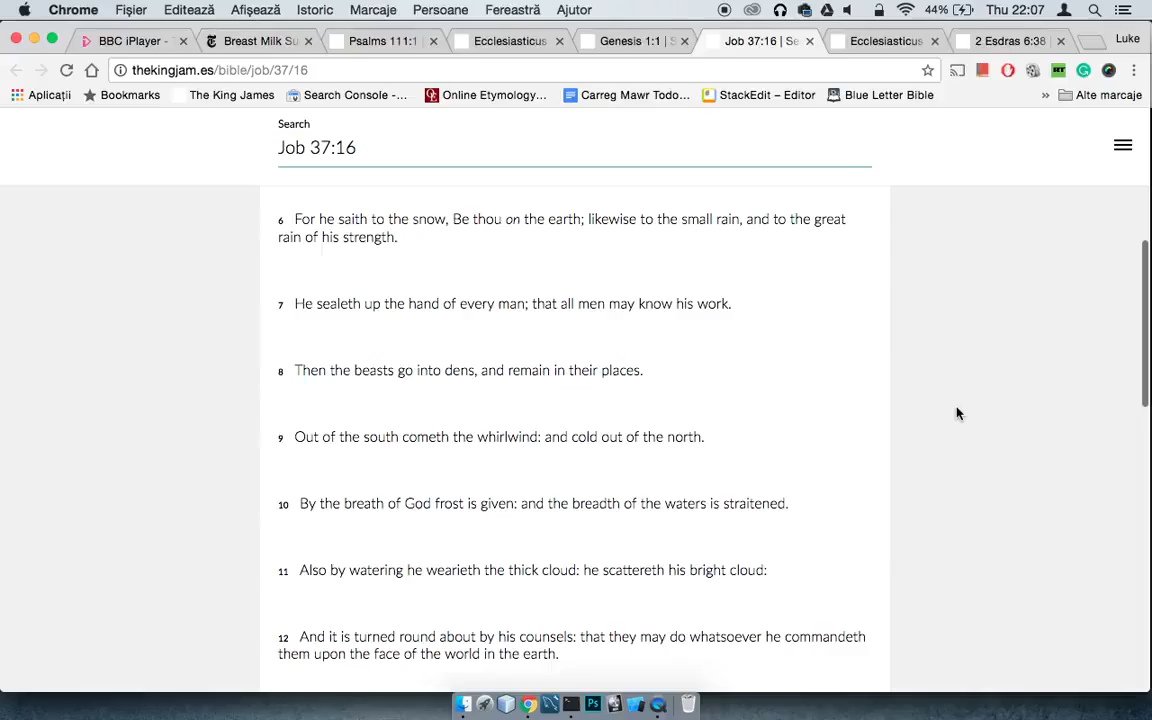 Chrome Fișier Editează Afișează Istoric Marcaje Persoane Fereastră Ajutor 44% Thu 22:07
BBC iPlayer - Breast Milk Su Psalms 111:1 Ecclesiasticus Genesis 1:1 | S Job 37:16 | Se Ecclesiasticus 2 Esdras 6:38 Luke
thekingjam.es/bible/job/37/16
Aplicații Bookmarks The King James Search Console -... Online Etymology... Carreg Mawr Todo... StackEdit – Editor Blue Letter Bible » Alte marcaje
Search
Job 37:16
6 For he saith to the snow, Be thou on the earth; likewise to the small rain, and to the great
rain of his strength.
7 He sealeth up the hand of every man; that all men may know his work.
8 Then the beasts go into dens, and remain in their places.
9 Out of the south cometh the whirlwind: and cold out of the north.
10 By the breath of God frost is given: and the breadth of the waters is straitened.
11 Also by watering he wearieth the thick cloud: he scattereth his bright cloud:
12 And it is turned round about by his counsels: that they may do whatsoever he commandeth
them upon the face of the world in the earth.